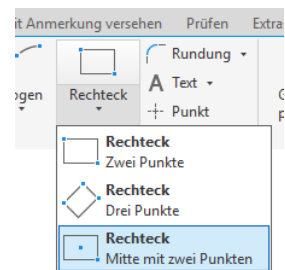 it Anmerkung versehen Prüfen Extra
Rundung
ogen Rechteck A Text
Punkt
Rechteck
Zwei Punkte
Rechteck
Drei Punkte
Rechteck
Mitte mit zwei Punkten